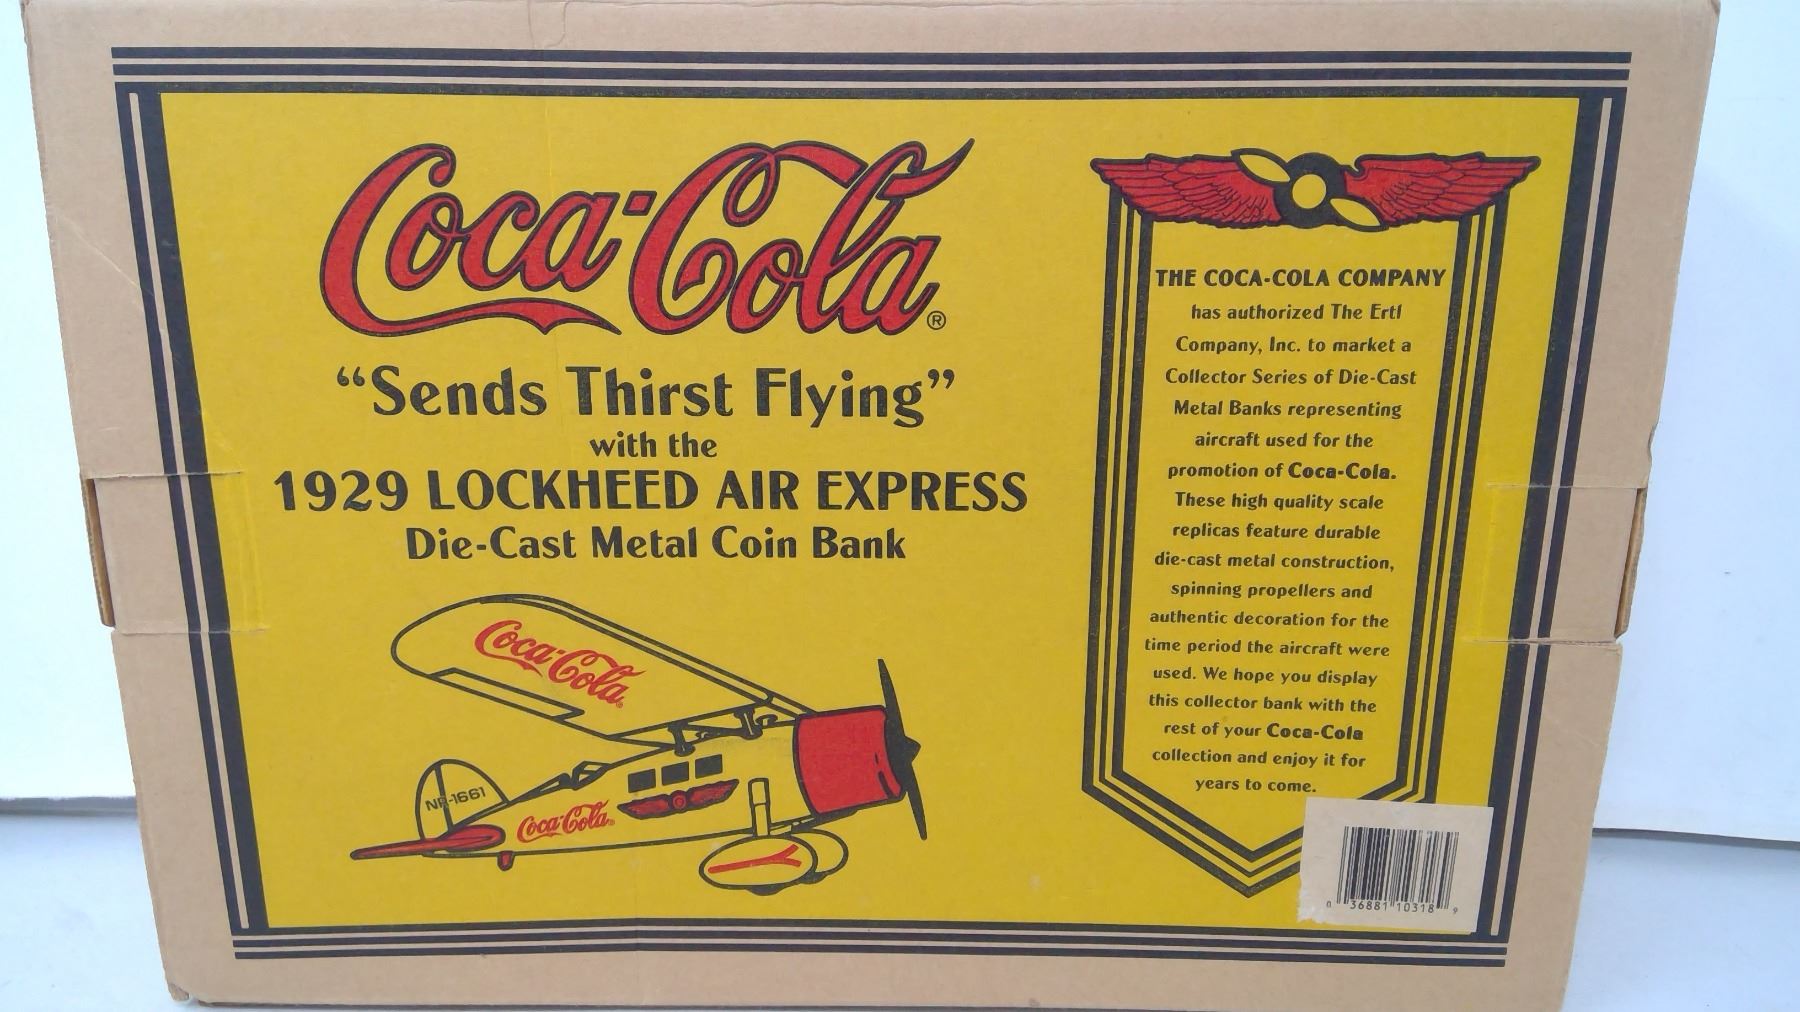 Coca-Cola®
“Sends Thirst Flying”
with the
1929 LOCKHEED AIR EXPRESS
Die-Cast Metal Coin Bank
Coca-Cola®
NR-1661
Coca-Cola®
THE COCA-COLA COMPANY
has authorized The Ertl
Company, Inc. to market a
Collector Series of Die-Cast
Metal Banks representing
aircraft used for the
promotion of Coca-Cola.
These high quality scale
replicas feature durable
die-cast metal construction,
spinning propellers and
authentic decoration for the
time period the aircraft were
used. We hope you display
this collector bank with the
rest of your Coca-Cola
collection and enjoy it for
years to come.
0 36881 10318 9